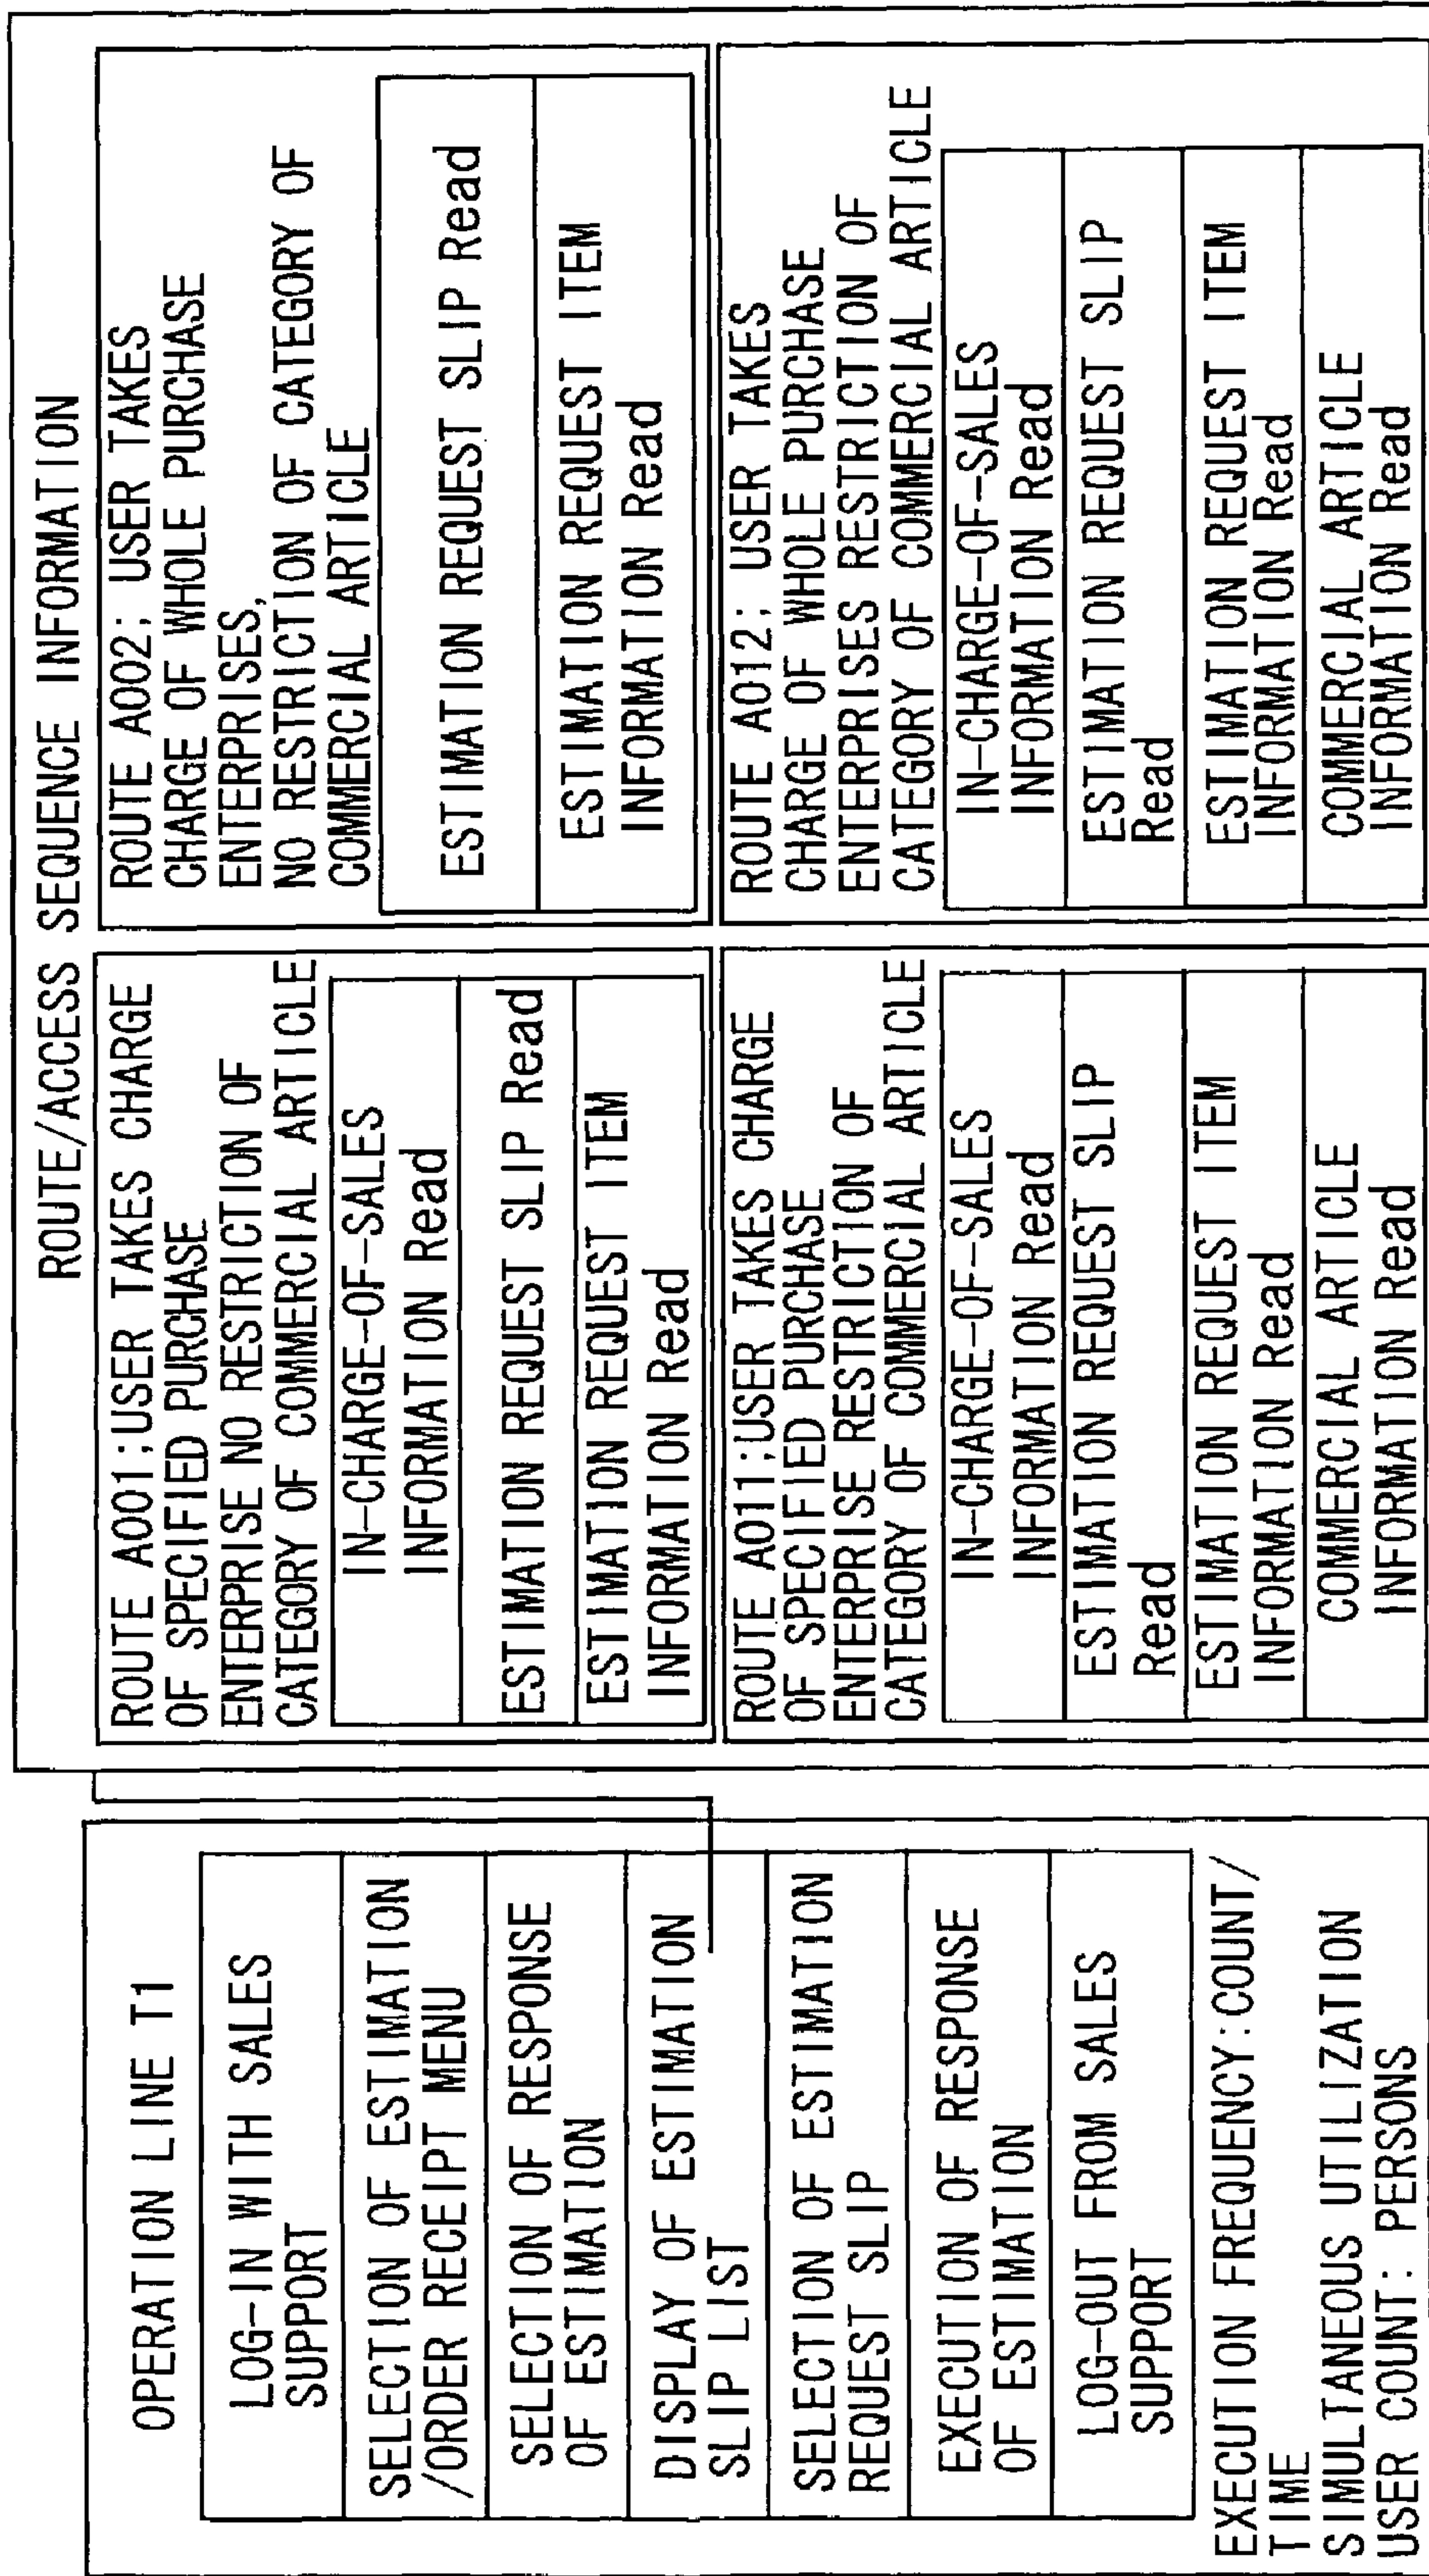 OPERATION LINE T1
LOG-IN WITH SALES
SUPPORT
SELECTION OF ESTIMATION
/ORDER RECEIPT MENU
SELECTION OF RESPONSE
OF ESTIMATION
DISPLAY OF ESTIMATION
SLIP LIST
SELECTION OF ESTIMATION
REQUEST SLIP
EXECUTION OF RESPONSE
OF ESTIMATION
LOG-OUT FROM SALES
SUPPORT
EXECUTION FREQUENCY:COUNT/
TIME
SIMULTANEOUS UTILIZATION
USER COUNT: PERSONS
ROUTE/ACCESS SEQUENCE INFORMATION
ROUTE A001;USER TAKES CHARGE
OF SPECIFIED PURCHASE
ENTERPRISE NO RESTRICTION OF
CATEGORY OF COMMERCIAL ARTICLE
IN-CHARGE-OF-SALES
INFORMATION Read
ESTIMATION REQUEST SLIP Read
ESTIMATION REQUEST ITEM
INFORMATION Read
ROUTE A002; USER TAKES
CHARGE OF WHOLE PURCHASE
ENTERPRISES,
NO RESTRICTION OF CATEGORY OF
COMMERCIAL ARTICLE
ESTIMATION REQUEST SLIP Read
ESTIMATION REQUEST ITEM
INFORMATION Read
ROUTE A011;USER TAKES CHARGE
OF SPECIFIED PURCHASE
ENTERPRISE RESTRICTION OF
CATEGORY OF COMMERCIAL ARTICLE
IN-CHARGE-OF-SALES
INFORMATION Read
ESTIMATION REQUEST SLIP
Read
ESTIMATION REQUEST ITEM
INFORMATION Read
COMMERCIAL ARTICLE
INFORMATION Read
ROUTE A012; USER TAKES
CHARGE OF WHOLE PURCHASE
ENTERPRISES RESTRICTION OF
CATEGORY OF COMMERCIAL ARTICLE
IN-CHARGE-OF-SALES
INFORMATION Read
ESTIMATION REQUEST SLIP
Read
ESTIMATION REQUEST ITEM
INFORMATION Read
COMMERCIAL ARTICLE
INFORMATION Read